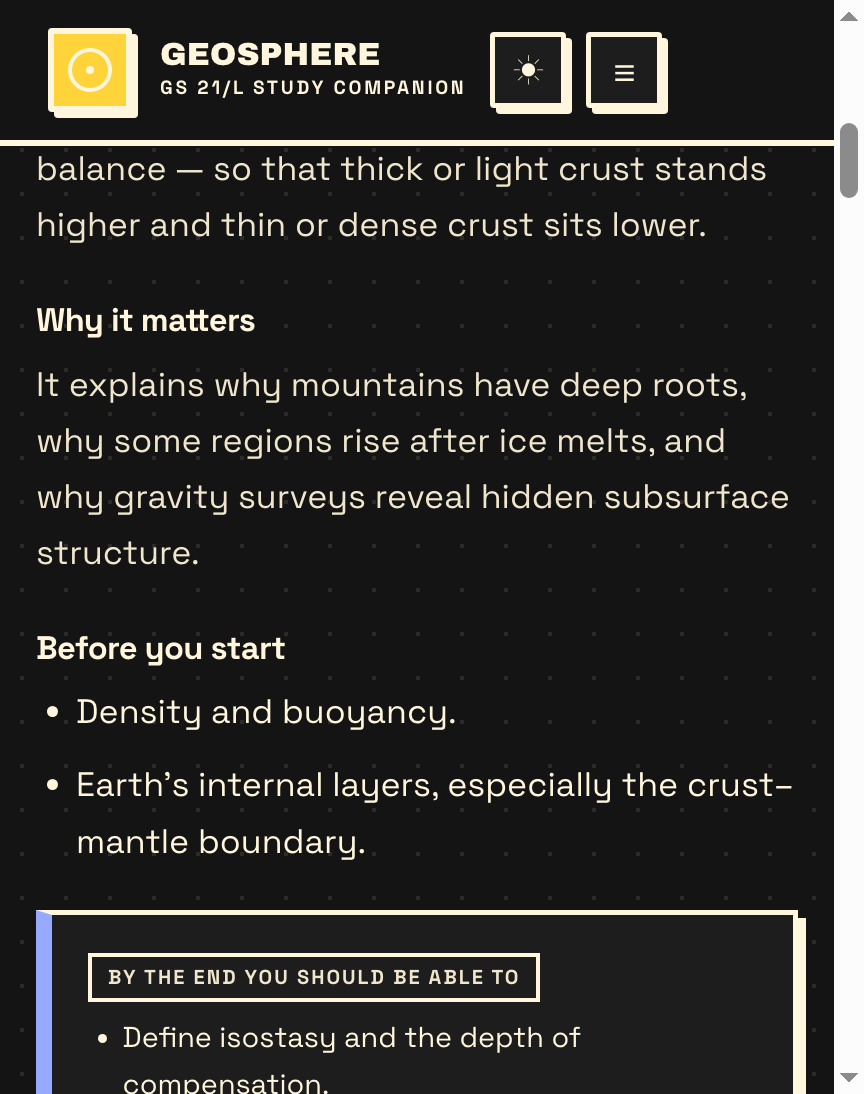 GEOSPHERE
GS 21/L STUDY COMPANION
balance — so that thick or light crust stands
higher and thin or dense crust sits lower.
Why it matters
It explains why mountains have deep roots,
why some regions rise after ice melts, and
why gravity surveys reveal hidden subsurface
structure.
Before you start
• Density and buoyancy.
• Earth’s internal layers, especially the crust–
mantle boundary.
BY THE END YOU SHOULD BE ABLE TO
• Define isostasy and the depth of
compensation.